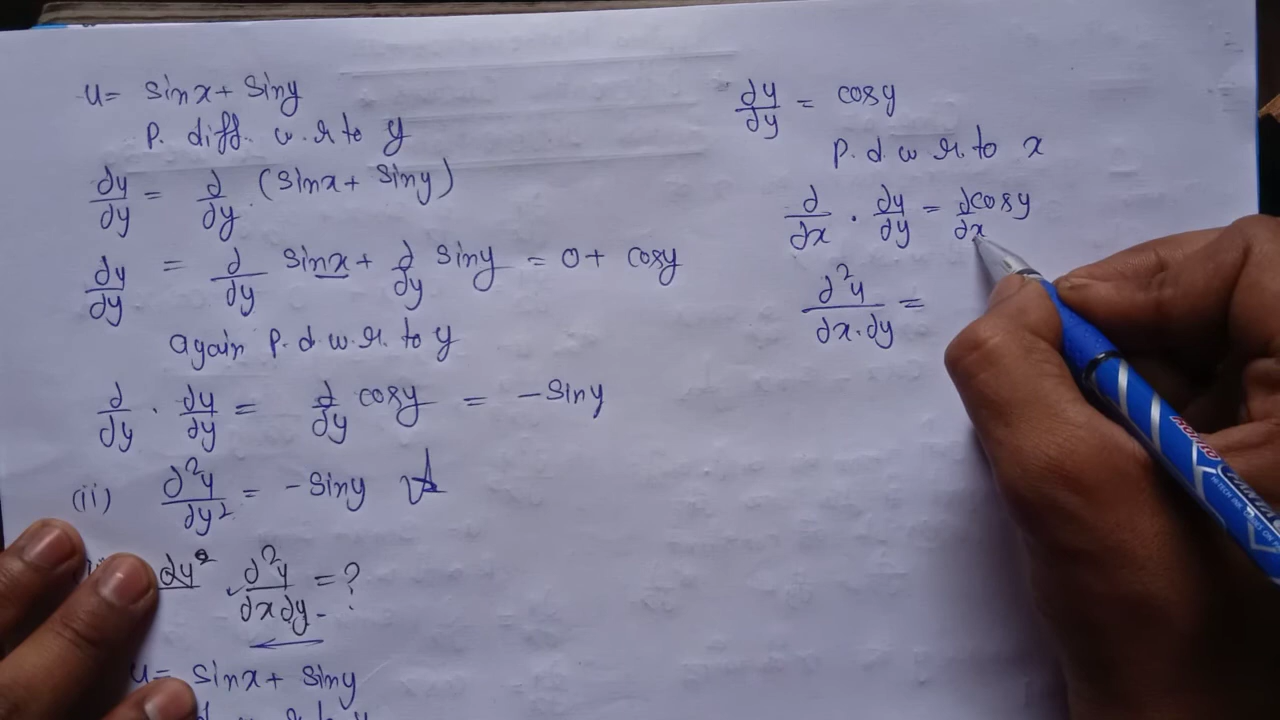 u = sinx + siny
P. diff. w.r.to y
∂u/∂y = ∂/∂y (sinx + siny)
∂u/∂y = ∂/∂y sinx + ∂/∂y siny = 0 + cosy
again P.d.w.r.to y
∂/∂y . ∂u/∂y = ∂/∂y cosy = -siny
(ii) ∂²u/∂y² = -siny
∂²u/∂x∂y = ?
u = sinx + siny
∂u/∂y = cosy
P.d w r.to x
∂/∂x . ∂u/∂y = ∂cosy/∂x
∂²u/∂x.∂y =